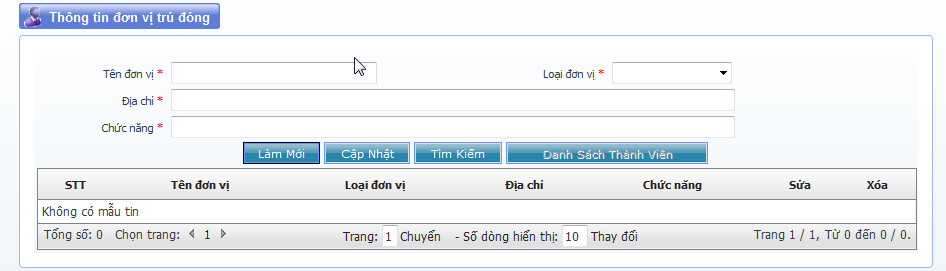 Thông tin đơn vị trú đóng
Tên đơn vị * Loại đơn vị *
Địa chỉ *
Chức năng *
Làm Mới Cập Nhật Tìm Kiếm Danh Sách Thành Viên
STT Tên đơn vị Loại đơn vị Địa chỉ Chức năng Sửa Xóa
Không có mẫu tin
Tổng số: 0 Chọn trang: 1 Trang: 1 Chuyển - Số dòng hiển thị: 10 Thay đổi Trang 1 / 1, Từ 0 đến 0 / 0.